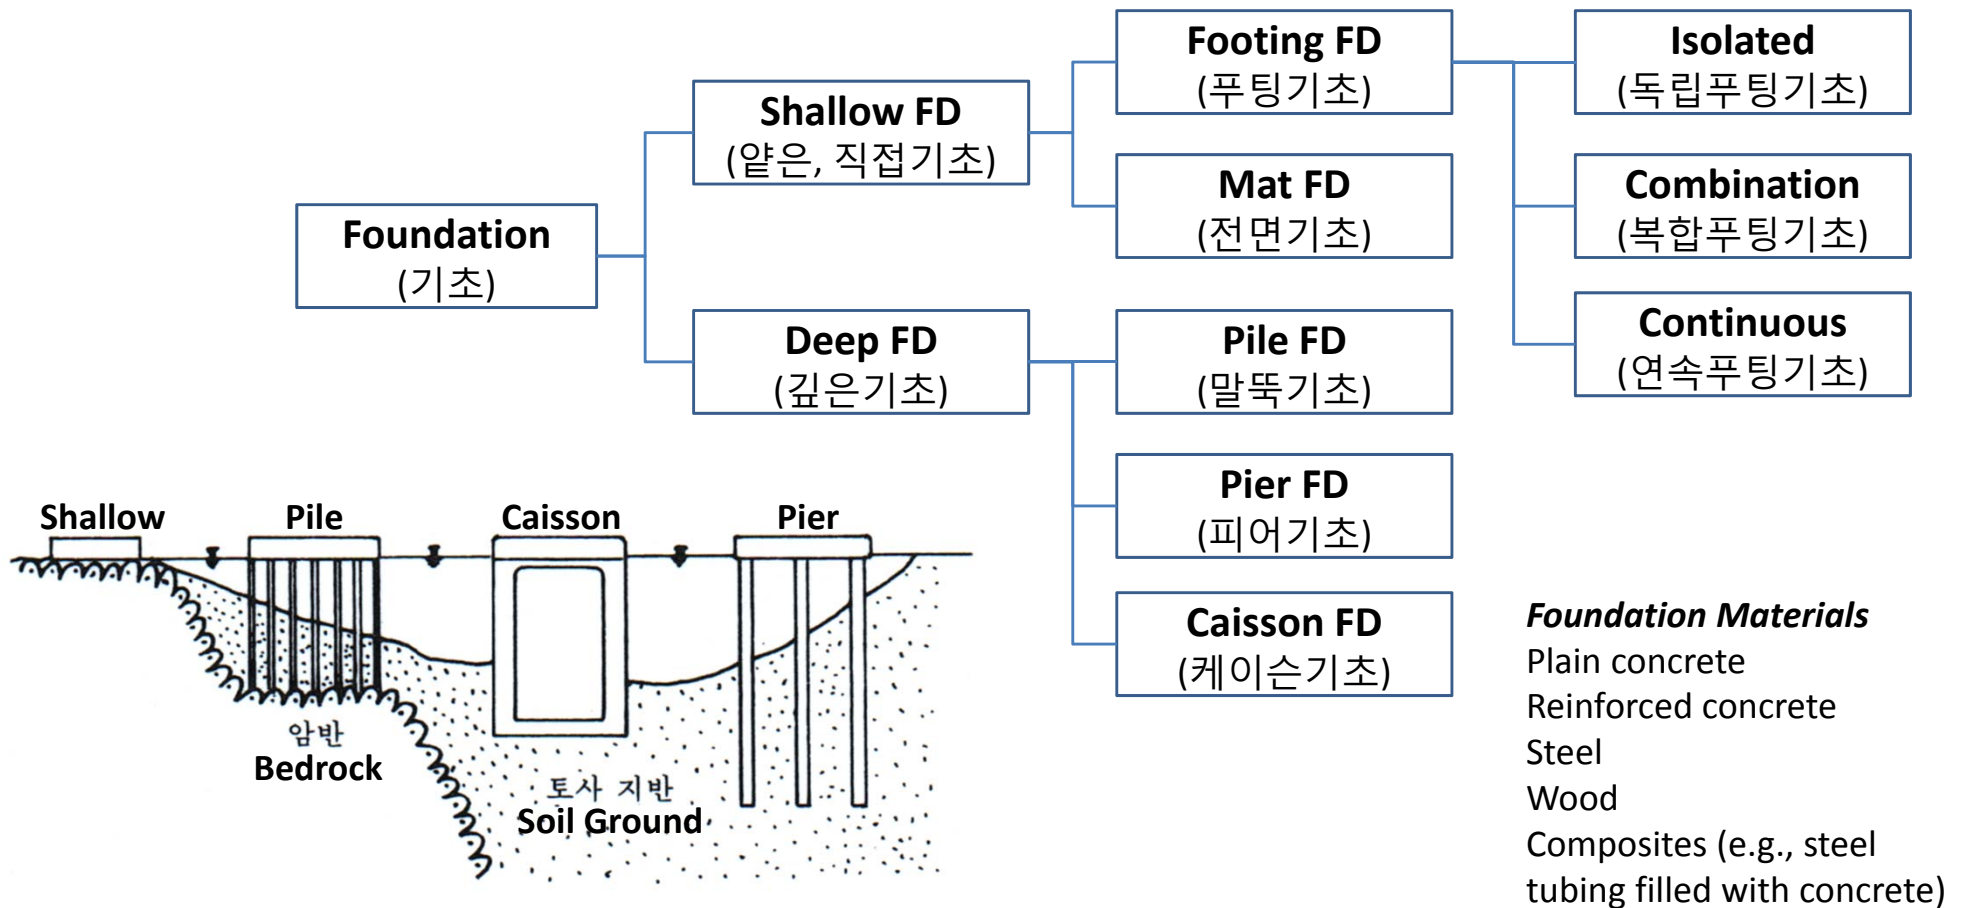 Foundation
(기초)
Shallow FD
(얕은, 직접기초)
Deep FD
(깊은기초)
Footing FD
(푸팅기초)
Mat FD
(전면기초)
Pile FD
(말뚝기초)
Pier FD
(피어기초)
Caisson FD
(케이슨기초)
Isolated
(독립푸팅기초)
Combination
(복합푸팅기초)
Continuous
(연속푸팅기초)
Shallow
Pile
Caisson
Pier
암반
Bedrock
토사 지반
Soil Ground
Foundation Materials
Plain concrete
Reinforced concrete
Steel
Wood
Composites (e.g., steel
tubing filled with concrete)